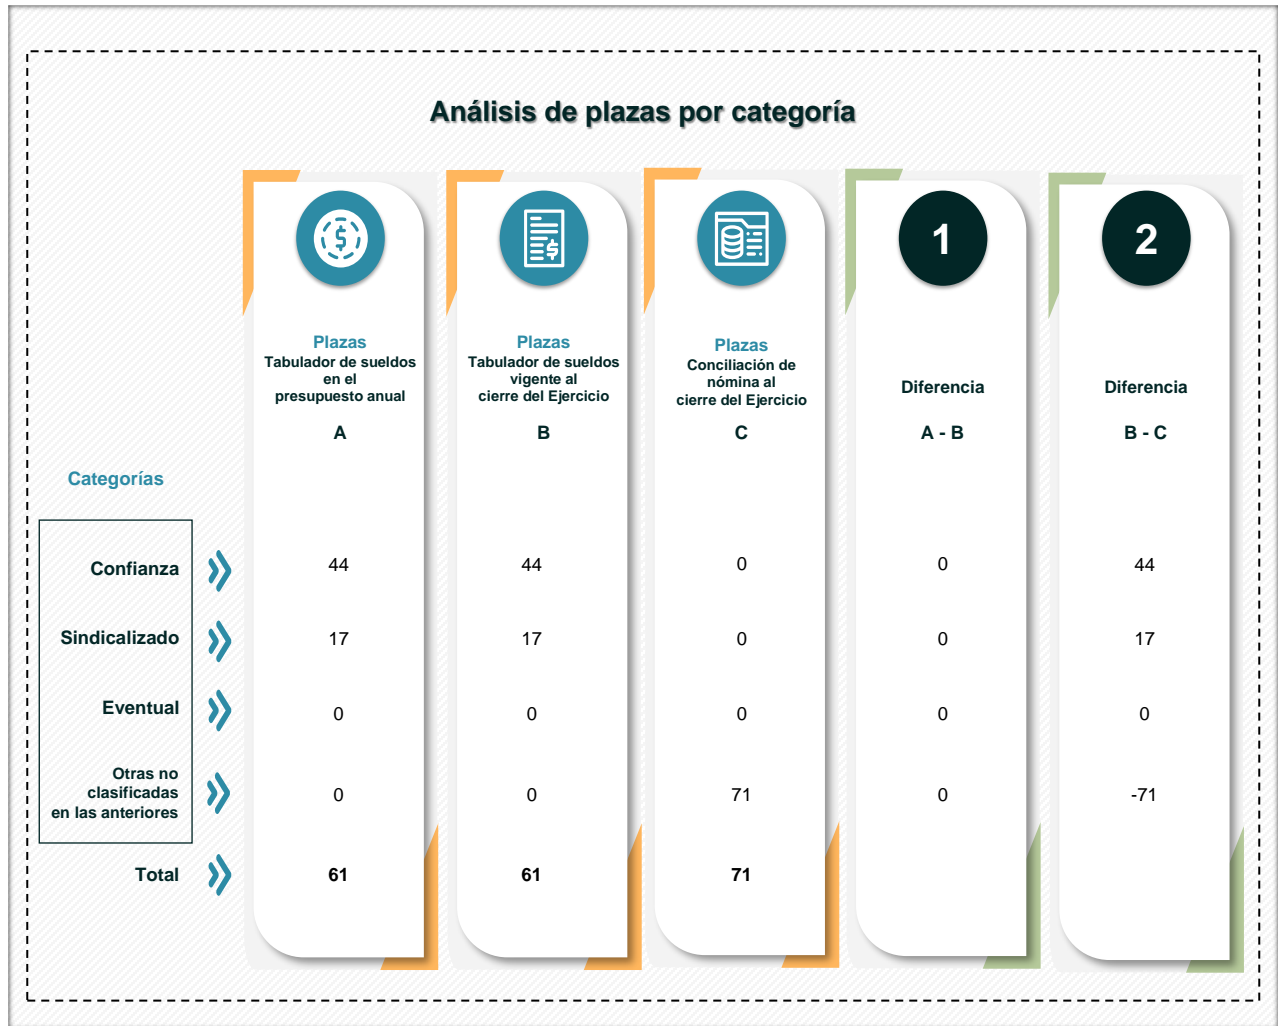 Análisis de plazas por categoría
1
2
Plazas
Tabulador de sueldos
en el
presupuesto anual
A
Plazas
Tabulador de sueldos
vigente al
cierre del Ejercicio
B
Plazas
Conciliación de
nómina al
cierre del Ejercicio
C
Diferencia
A - B
Diferencia
B - C
Categorías
Confianza 44 44 0 0 44
Sindicalizado 17 17 0 0 17
Eventual 0 0 0 0 0
Otras no
clasificadas
en las anteriores 0 0 71 0 -71
Total 61 61 71